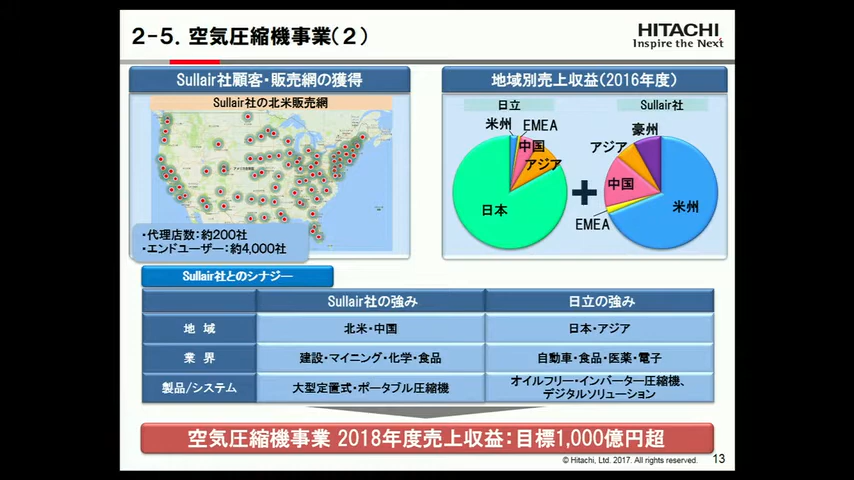 2-5. 空気圧縮機事業(2)
HITACHI
Inspire the Next
Sullair社顧客・販売網の獲得
Sullair社の北米販売網
・代理店数:約200社
・エンドユーザー:約4,000社
地域別売上収益(2016年度)
日立
Sullair社
米州
EMEA
中国
アジア
日本
+
豪州
アジア
中国
EMEA
米州
Sullair社とのシナジー
Sullair社の強み
日立の強み
地 域
北米・中国
日本・アジア
業 界
建設・マイニング・化学・食品
自動車・食品・医薬・電子
製品/システム
大型定置式・ポータブル圧縮機
オイルフリー・インバーター圧縮機、
デジタルソリューション
空気圧縮機事業 2018年度売上収益:目標1,000億円超
© Hitachi, Ltd. 2017. All rights reserved.
13